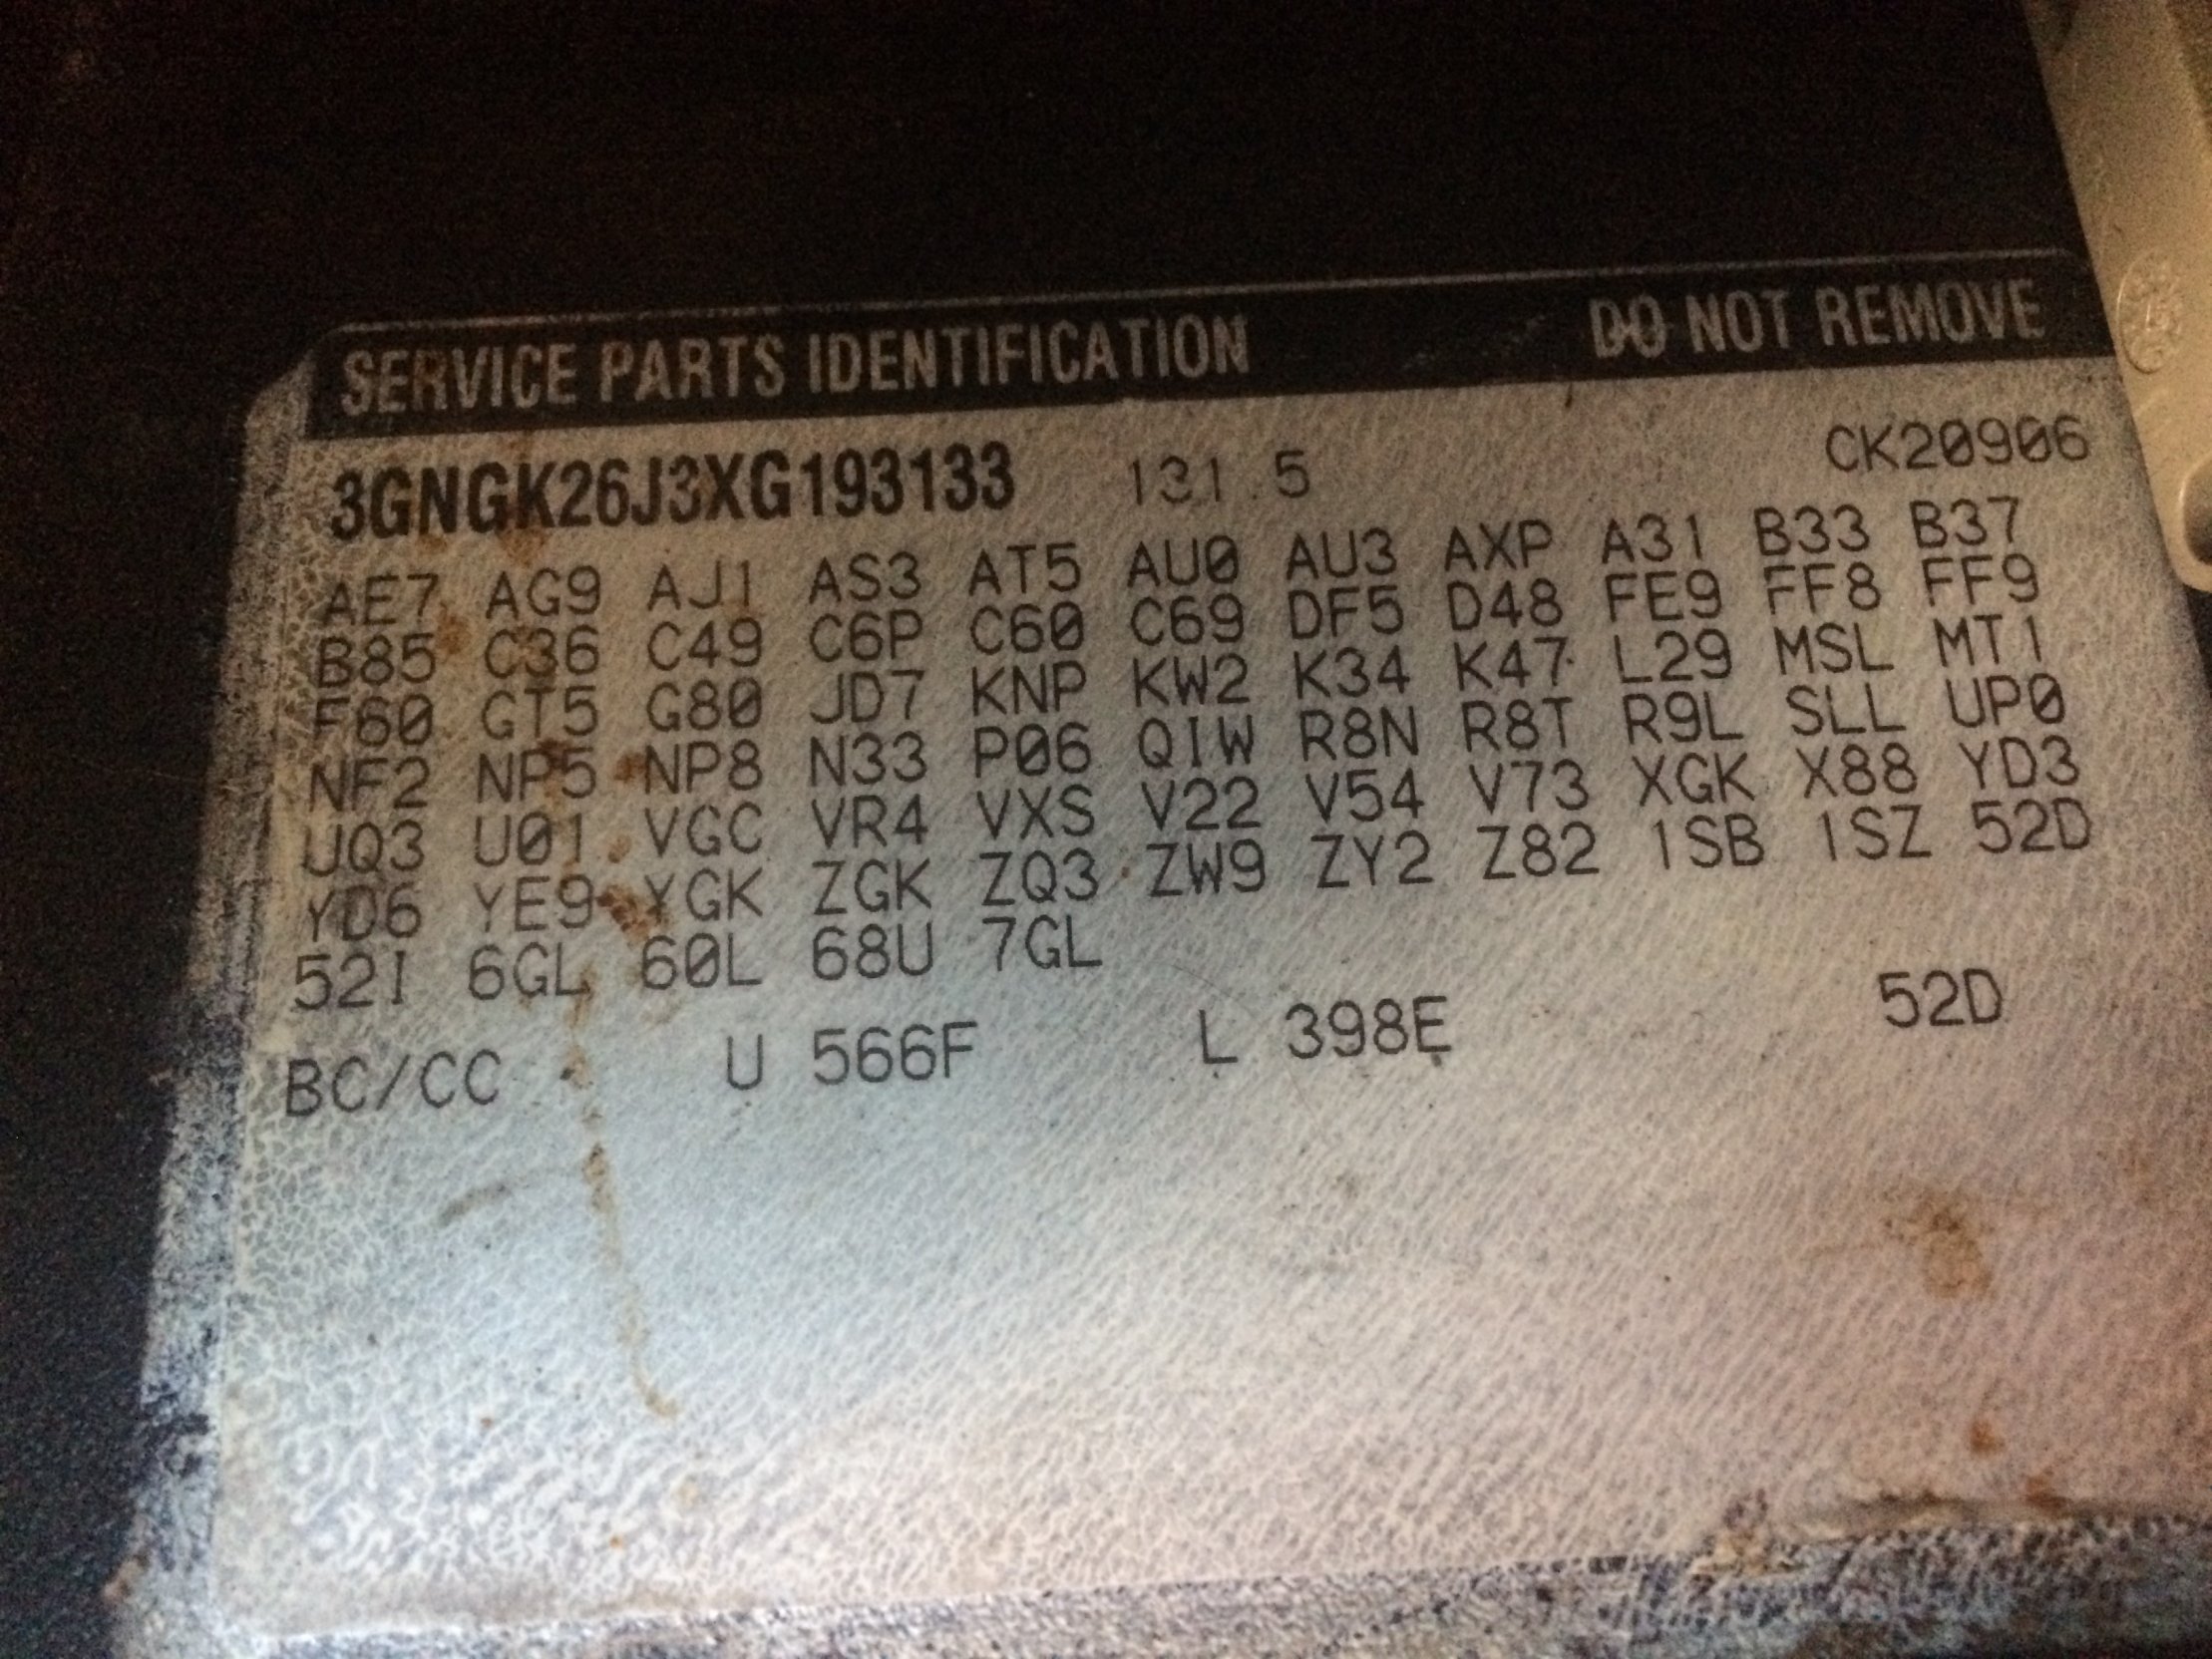 SERVICE PARTS IDENTIFICATION DO NOT REMOVE
3GNGK26J3XG193133 131.5 CK20906
AE7 AG9 AJ1 AS3 AT5 AU0 AU3 AXP A31 B33 B37
B85 C36 C49 C6P C60 C69 DF5 D48 FE9 FF8 FF9
F60 GT5 G80 JD7 KNP KW2 K34 K47 L29 MSL MT1
NF2 NP5 NP8 N33 P06 QIW R8N R8T R9L SLL UP0
UQ3 U01 VGC VR4 VXS V22 V54 V73 XGK X88 YD3
YD6 YE9 YGK ZGK ZQ3 ZW9 ZY2 Z82 1SB 1SZ 52D
52I 6GL 60L 68U 7GL
BC/CC U 566F L 398E 52D